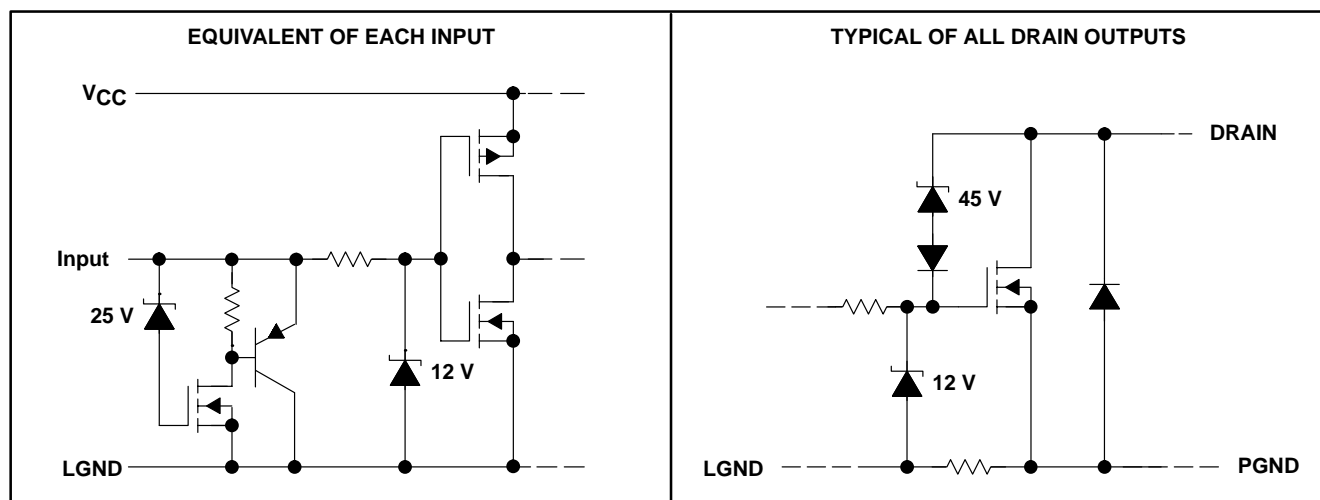 EQUIVALENT OF EACH INPUT
VCC
Input
25 V
12 V
LGND
TYPICAL OF ALL DRAIN OUTPUTS
DRAIN
45 V
12 V
LGND
PGND